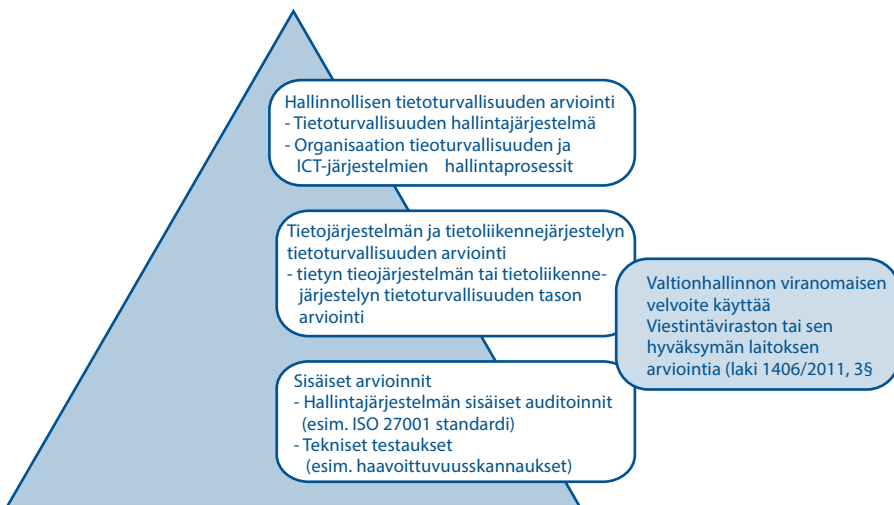 Hallinnollisen tietoturvallisuuden arviointi
- Tietoturvallisuuden hallintajärjestelmä
- Organisaation tieoturvallisuuden ja
ICT-järjestelmien hallintaprosessit
Tietojärjestelmän ja tietoliikennejärjestelyn
tietoturvallisuuden arviointi
- tietyn tieojärjestelmän tai tietoliikenne-
järjestelyn tietoturvallisuuden tason
arviointi
Valtionhallinnon viranomaisen
velvoite käyttää
Viestintäviraston tai sen
hyväksymän laitoksen
arviointia (laki 1406/2011, 3§
Sisäiset arvioinnit
- Hallintajärjestelmän sisäiset auditoinnit
(esim. ISO 27001 standardi)
- Tekniset testaukset
(esim. haavoittuvuusskannaukset)